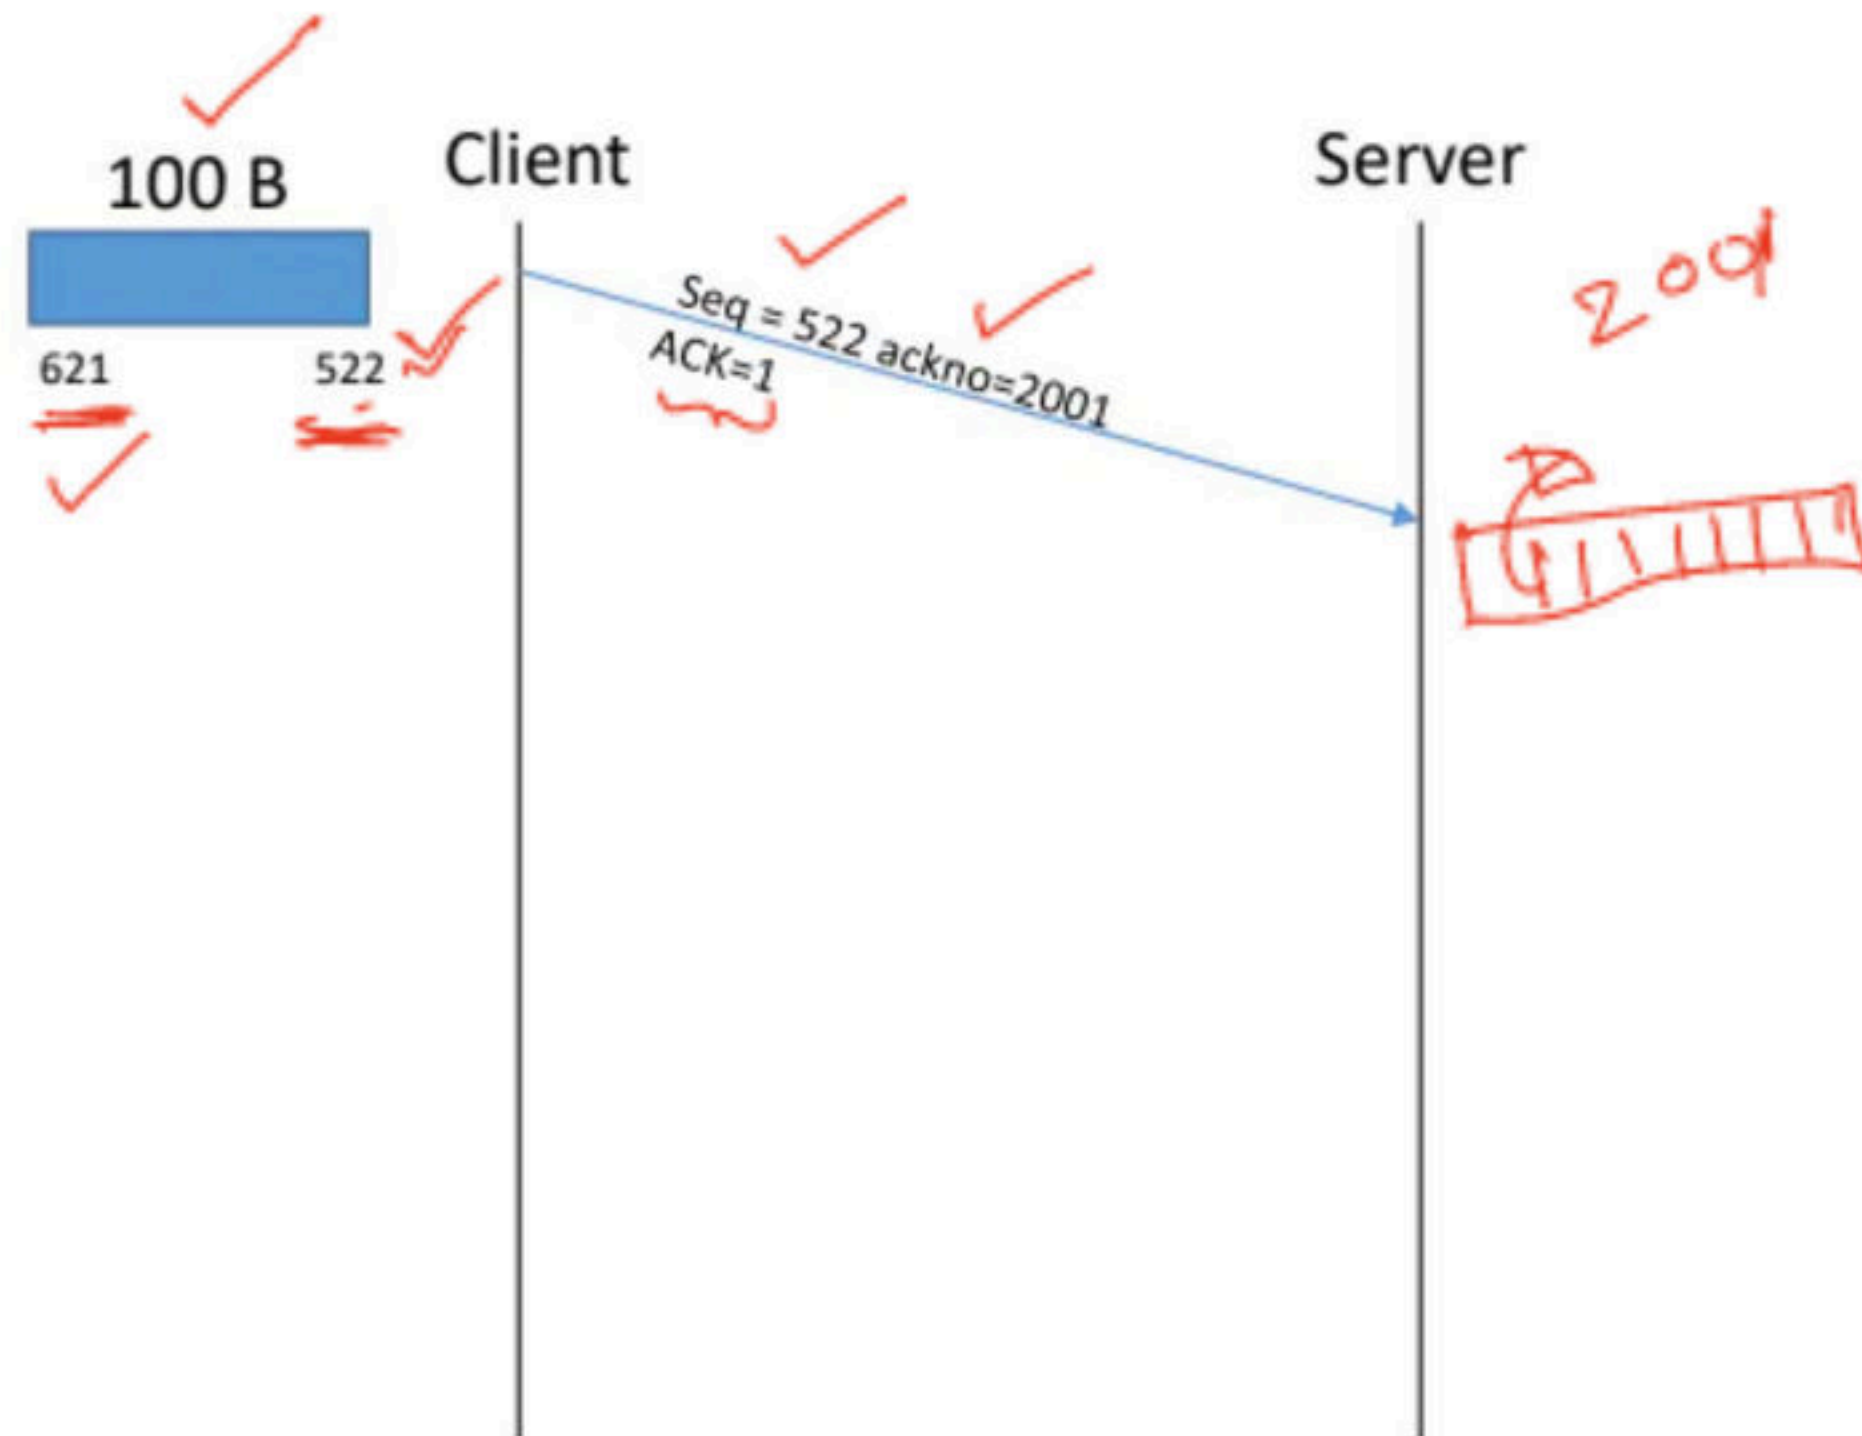 100 B
Client
Server
621
522
Seq = 522 ackno=2001
ACK=1
2001